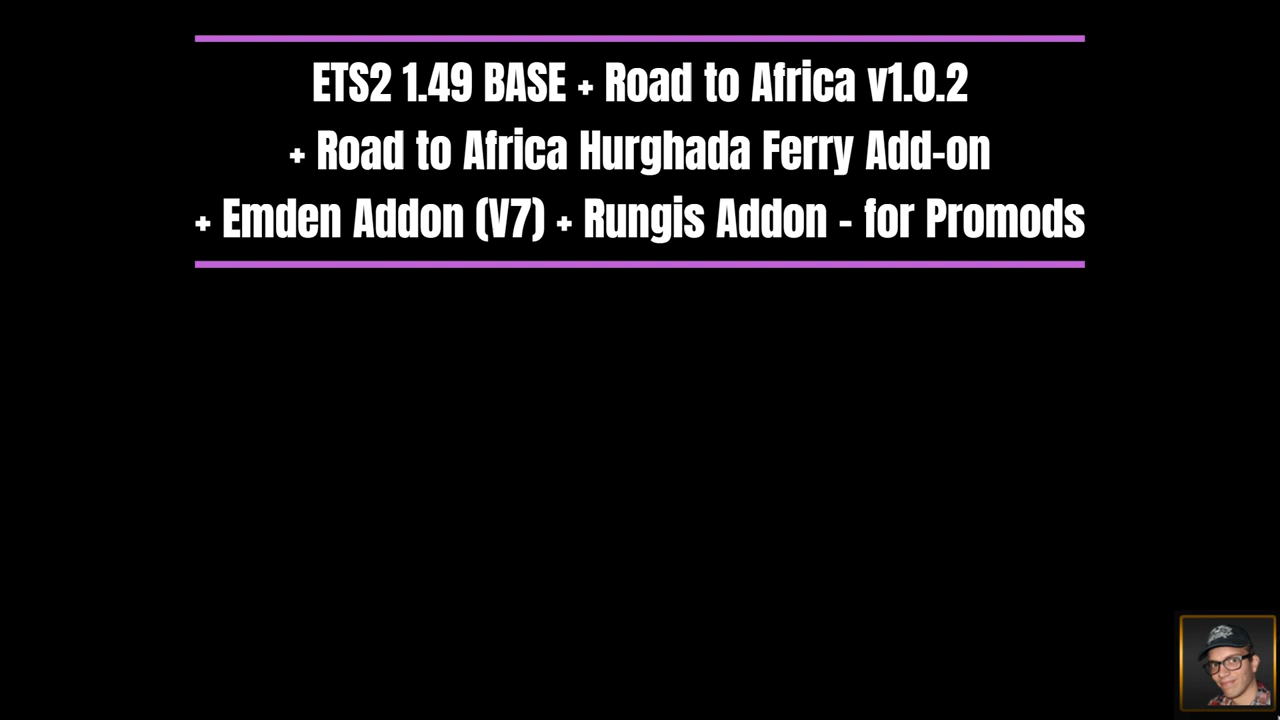 ETS2 1.49 BASE + Road to Africa v1.0.2
+ Road to Africa Hurghada Ferry Add-on
+ Emden Addon (V7) + Rungis Addon - for Promods